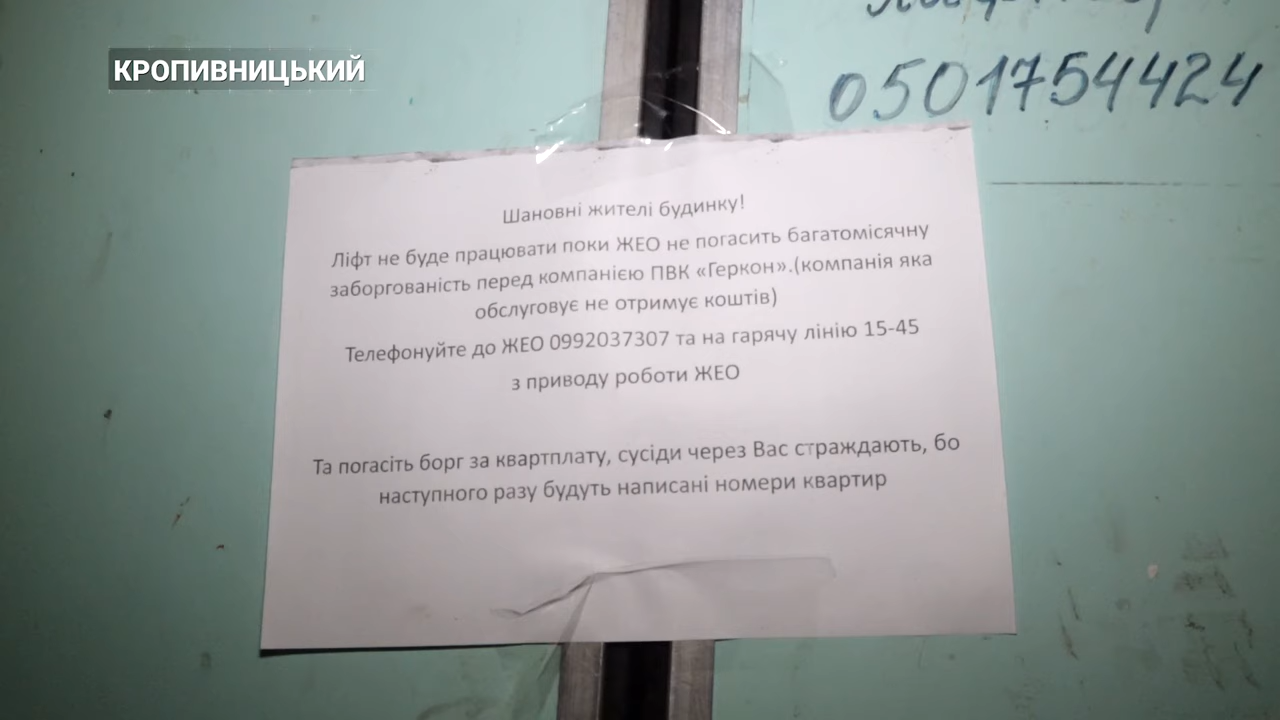 КРОПИВНИЦЬКИЙ
0501754424
Шановні жителі будинку!
Ліфт не буде працювати поки ЖЕО не погасить багатомісячну
заборгованість перед компанією ПВК «Геркон».(компанія яка
обслуговує не отримує коштів)
Телефонуйте до ЖЕО 0992037307 та на гарячу лінію 15-45
з приводу роботи ЖЕО
Та погасіть борг за квартплату, сусіди через Вас страждають, бо
наступного разу будуть написані номери квартир